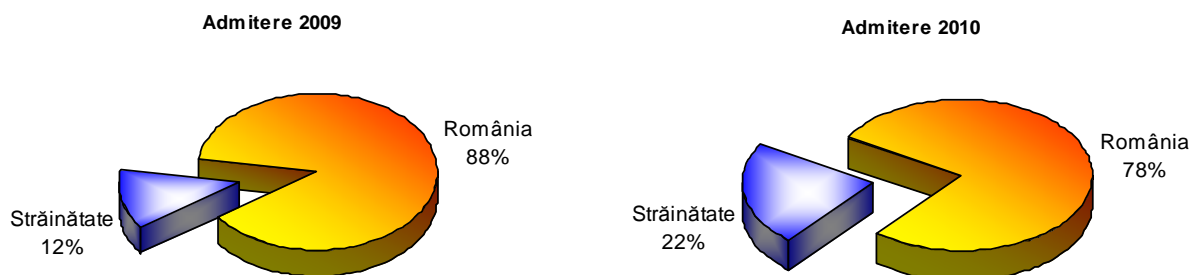 Admitere 2009
România
88%
Străinătate
12%
Admitere 2010
România
78%
Străinătate
22%